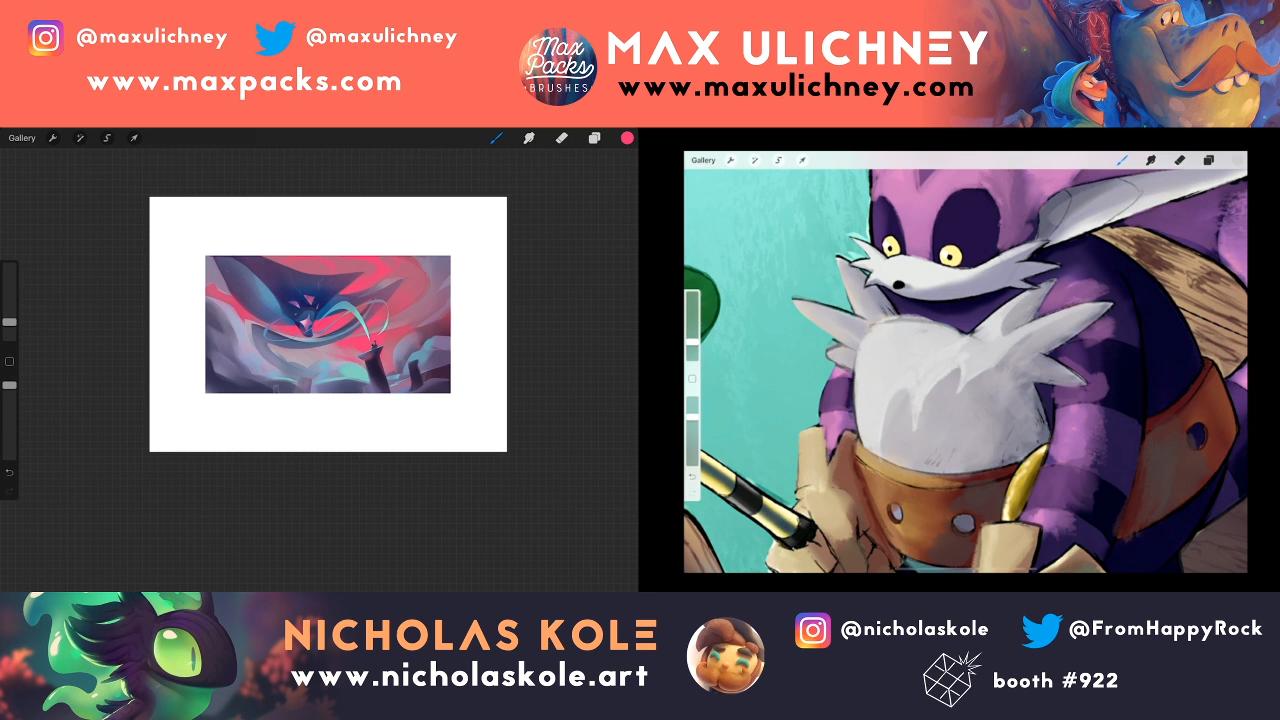 @maxulichney @maxulichney
www.maxpacks.com
Max
Packs
BRUSHES
MAX ULICHNEY
www.maxulichney.com
Gallery
Gallery
NICHOLAS KOLE
www.nicholaskole.art
@nicholaskole @FromHappyRock
booth #922